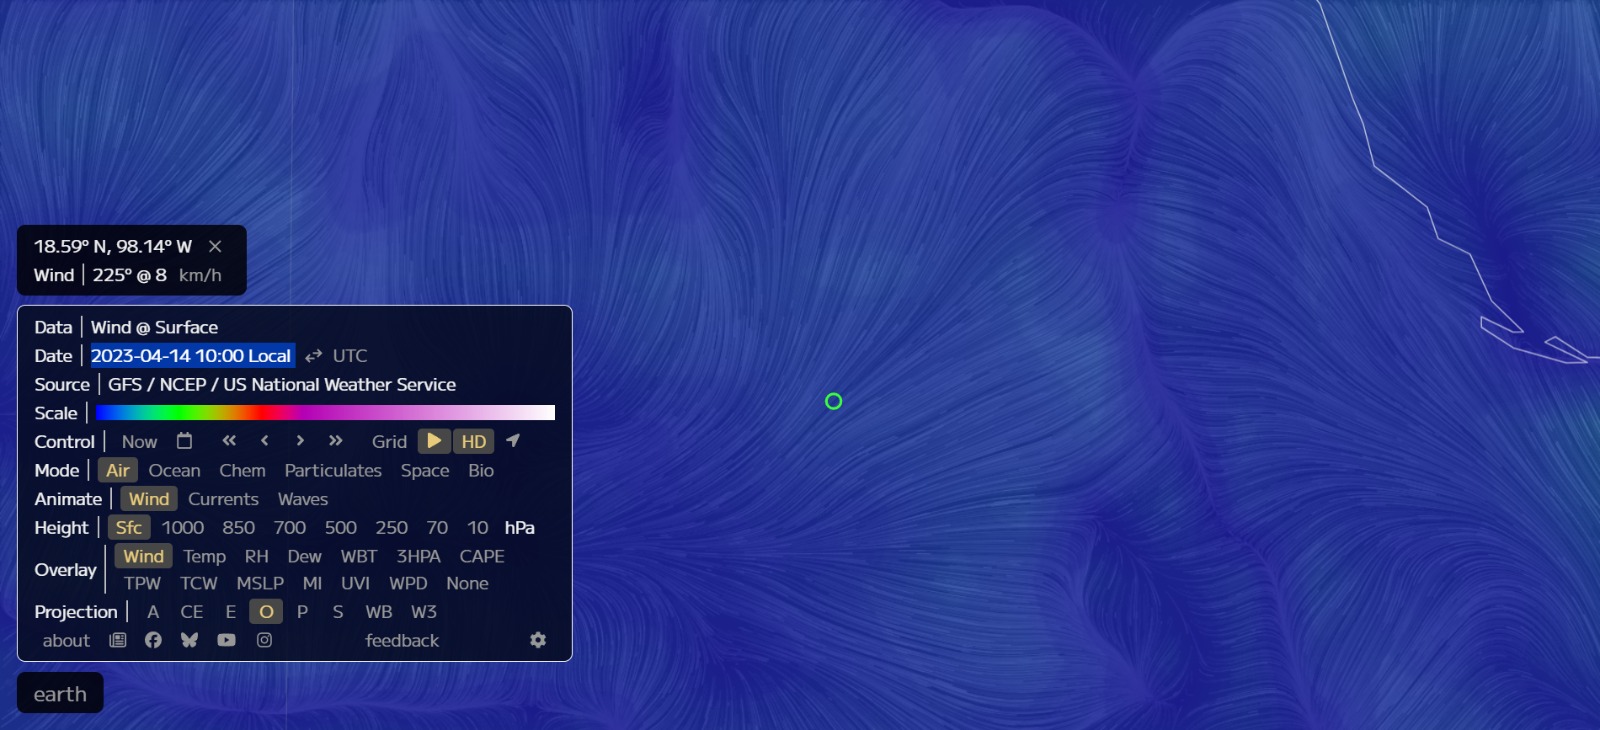 18.59° N, 98.14° W ×
Wind | 225° @ 8 km/h
Data | Wind @ Surface
Date | 2023-04-14 10:00 Local UTC
Source | GFS / NCEP / US National Weather Service
Scale |
Control | Now Grid HD
Mode | Air Ocean Chem Particulates Space Bio
Animate | Wind Currents Waves
Height | Sfc 1000 850 700 500 250 70 10 hPa
Overlay | Wind Temp RH Dew WBT 3HPA CAPE
TPW TCW MSLP MI UVI WPD None
Projection | A CE E O P S WB W3
about feedback
earth